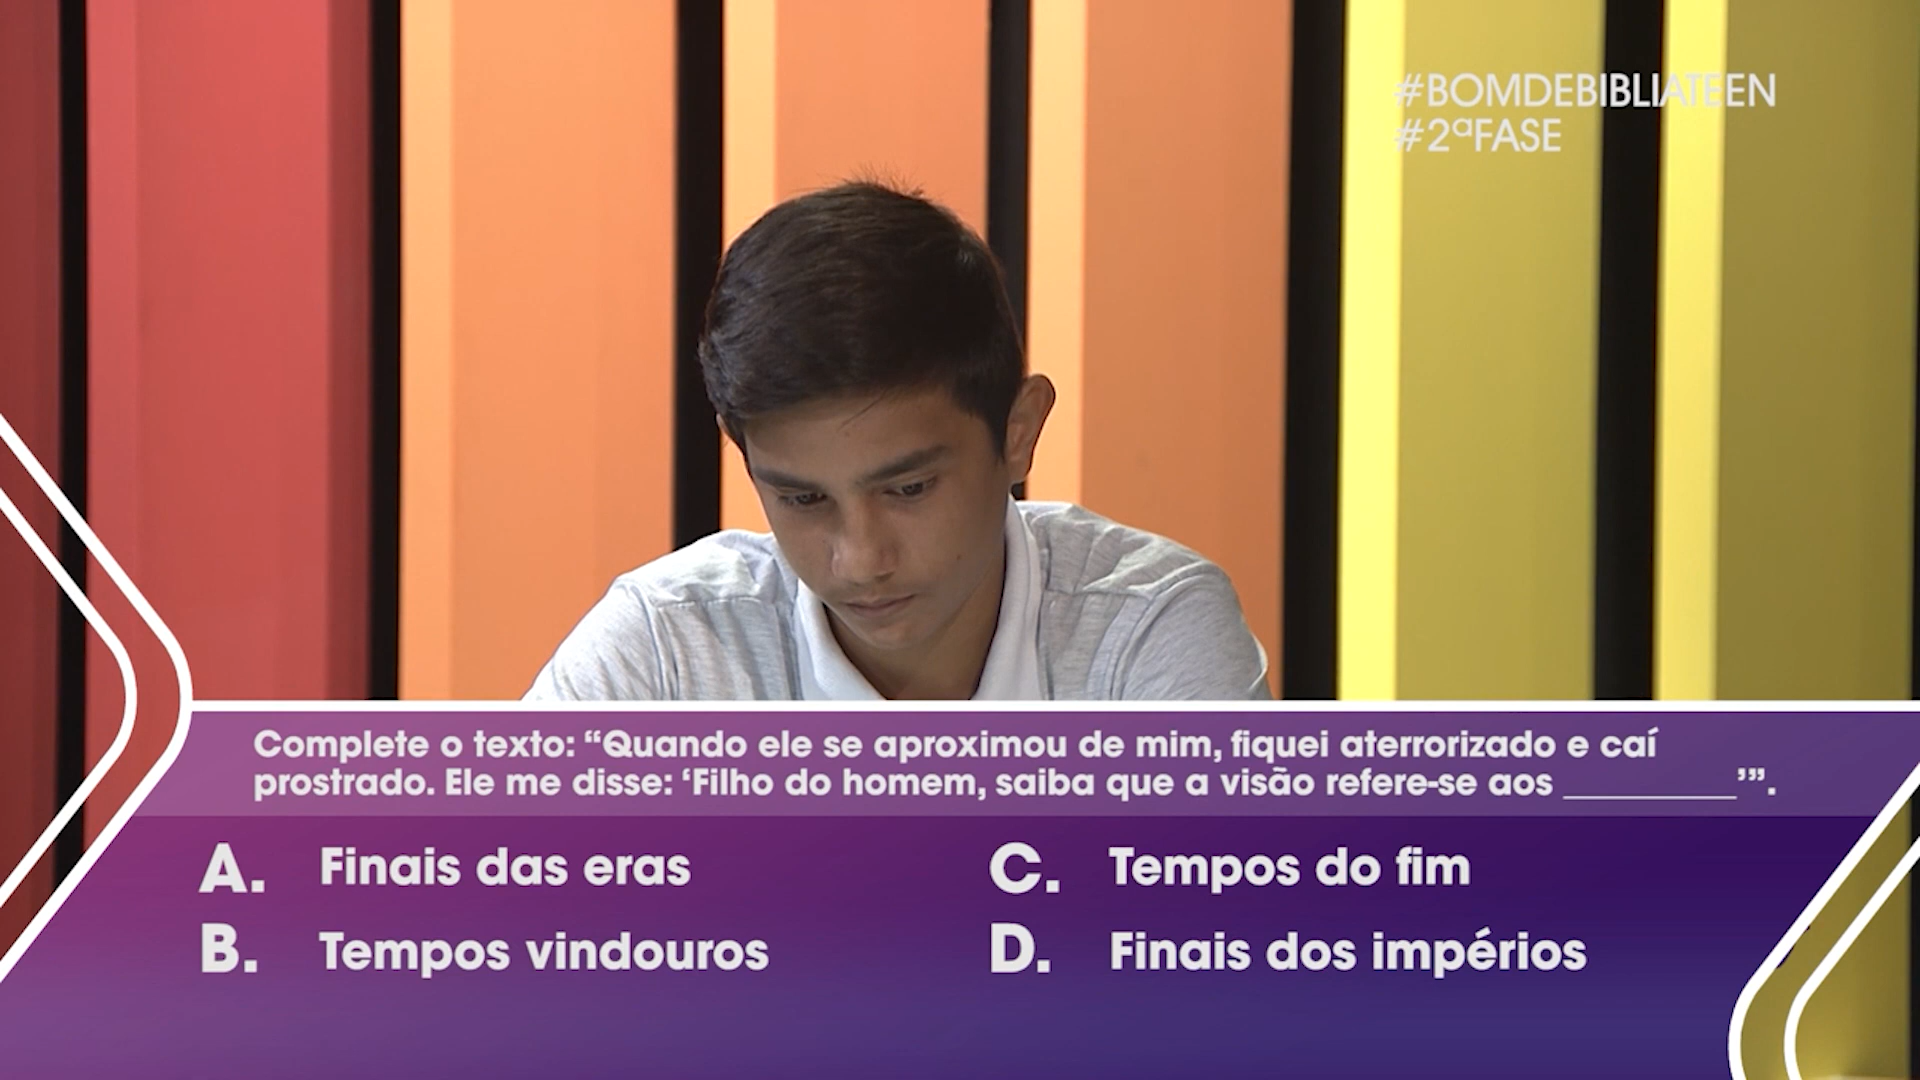 #BOMDEBIBLIATEEN
#2ªFASE
Complete o texto: “Quando ele se aproximou de mim, fiquei aterrorizado e caí
prostrado. Ele me disse: ‘Filho do homem, saiba que a visão refere-se aos _________’”.
A. Finais das eras
C. Tempos do fim
B. Tempos vindouros
D. Finais dos impérios